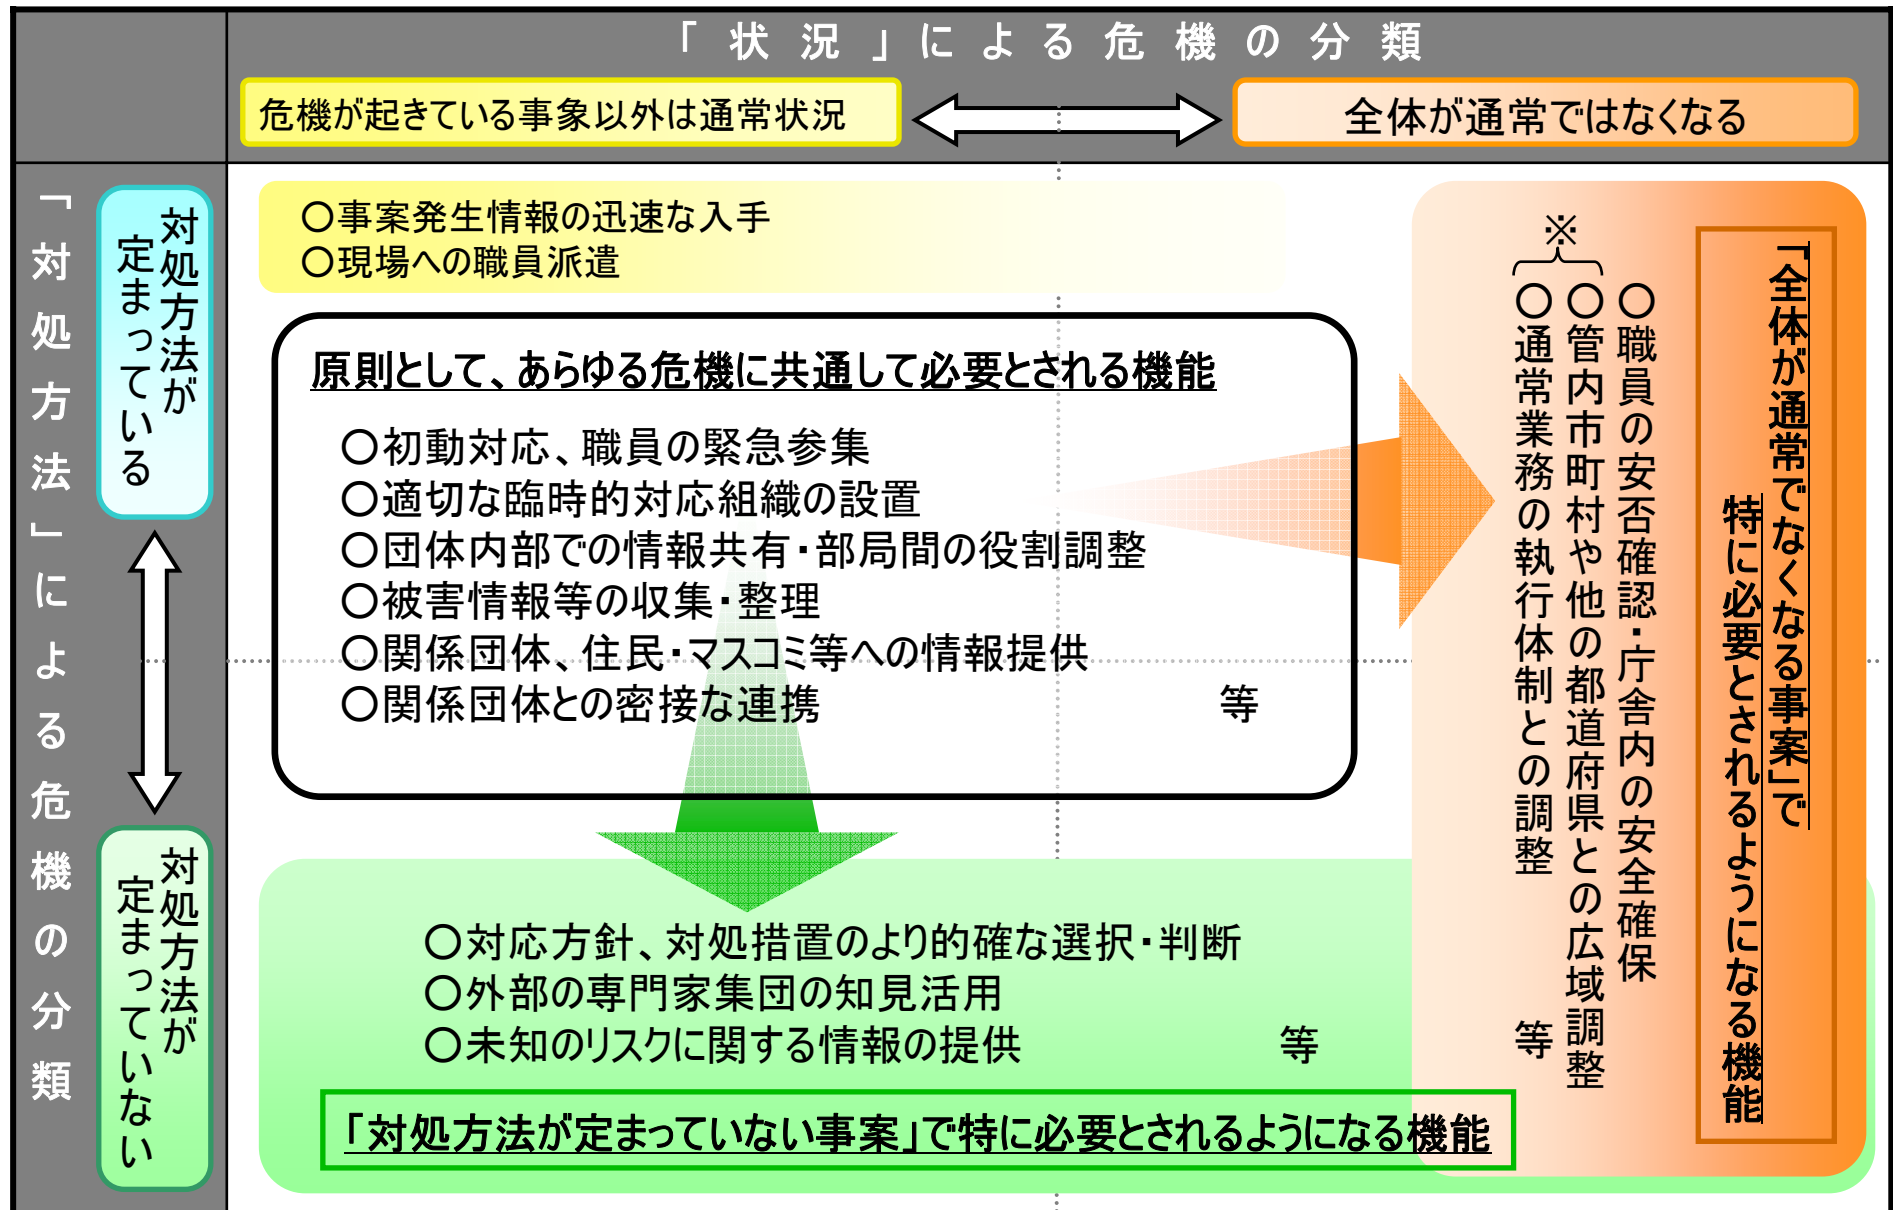 「状況」による危機の分類
危機が起きている事象以外は通常状況
全体が通常ではなくなる
「対処方法」による危機の分類
対処方法が
定まっている
対処方法が
定まっていない
〇事案発生情報の迅速な入手
〇現場への職員派遣
原則として、あらゆる危機に共通して必要とされる機能
〇初動対応、職員の緊急参集
〇適切な臨時的対応組織の設置
〇団体内部での情報共有・部局間の役割調整
〇被害情報等の収集・整理
〇関係団体、住民・マスコミ等への情報提供
〇関係団体との密接な連携 等
「全体が通常でなくなる事案」で
特に必要とされるようになる機能
〇職員の安否確認・庁舎内の安全確保
※
〇管内市町村や他の都道府県との広域調整
〇通常業務の執行体制との調整 等
〇対応方針、対処措置のより的確な選択・判断
〇外部の専門家集団の知見活用
〇未知のリスクに関する情報の提供 等
「対処方法が定まっていない事案」で特に必要とされるようになる機能